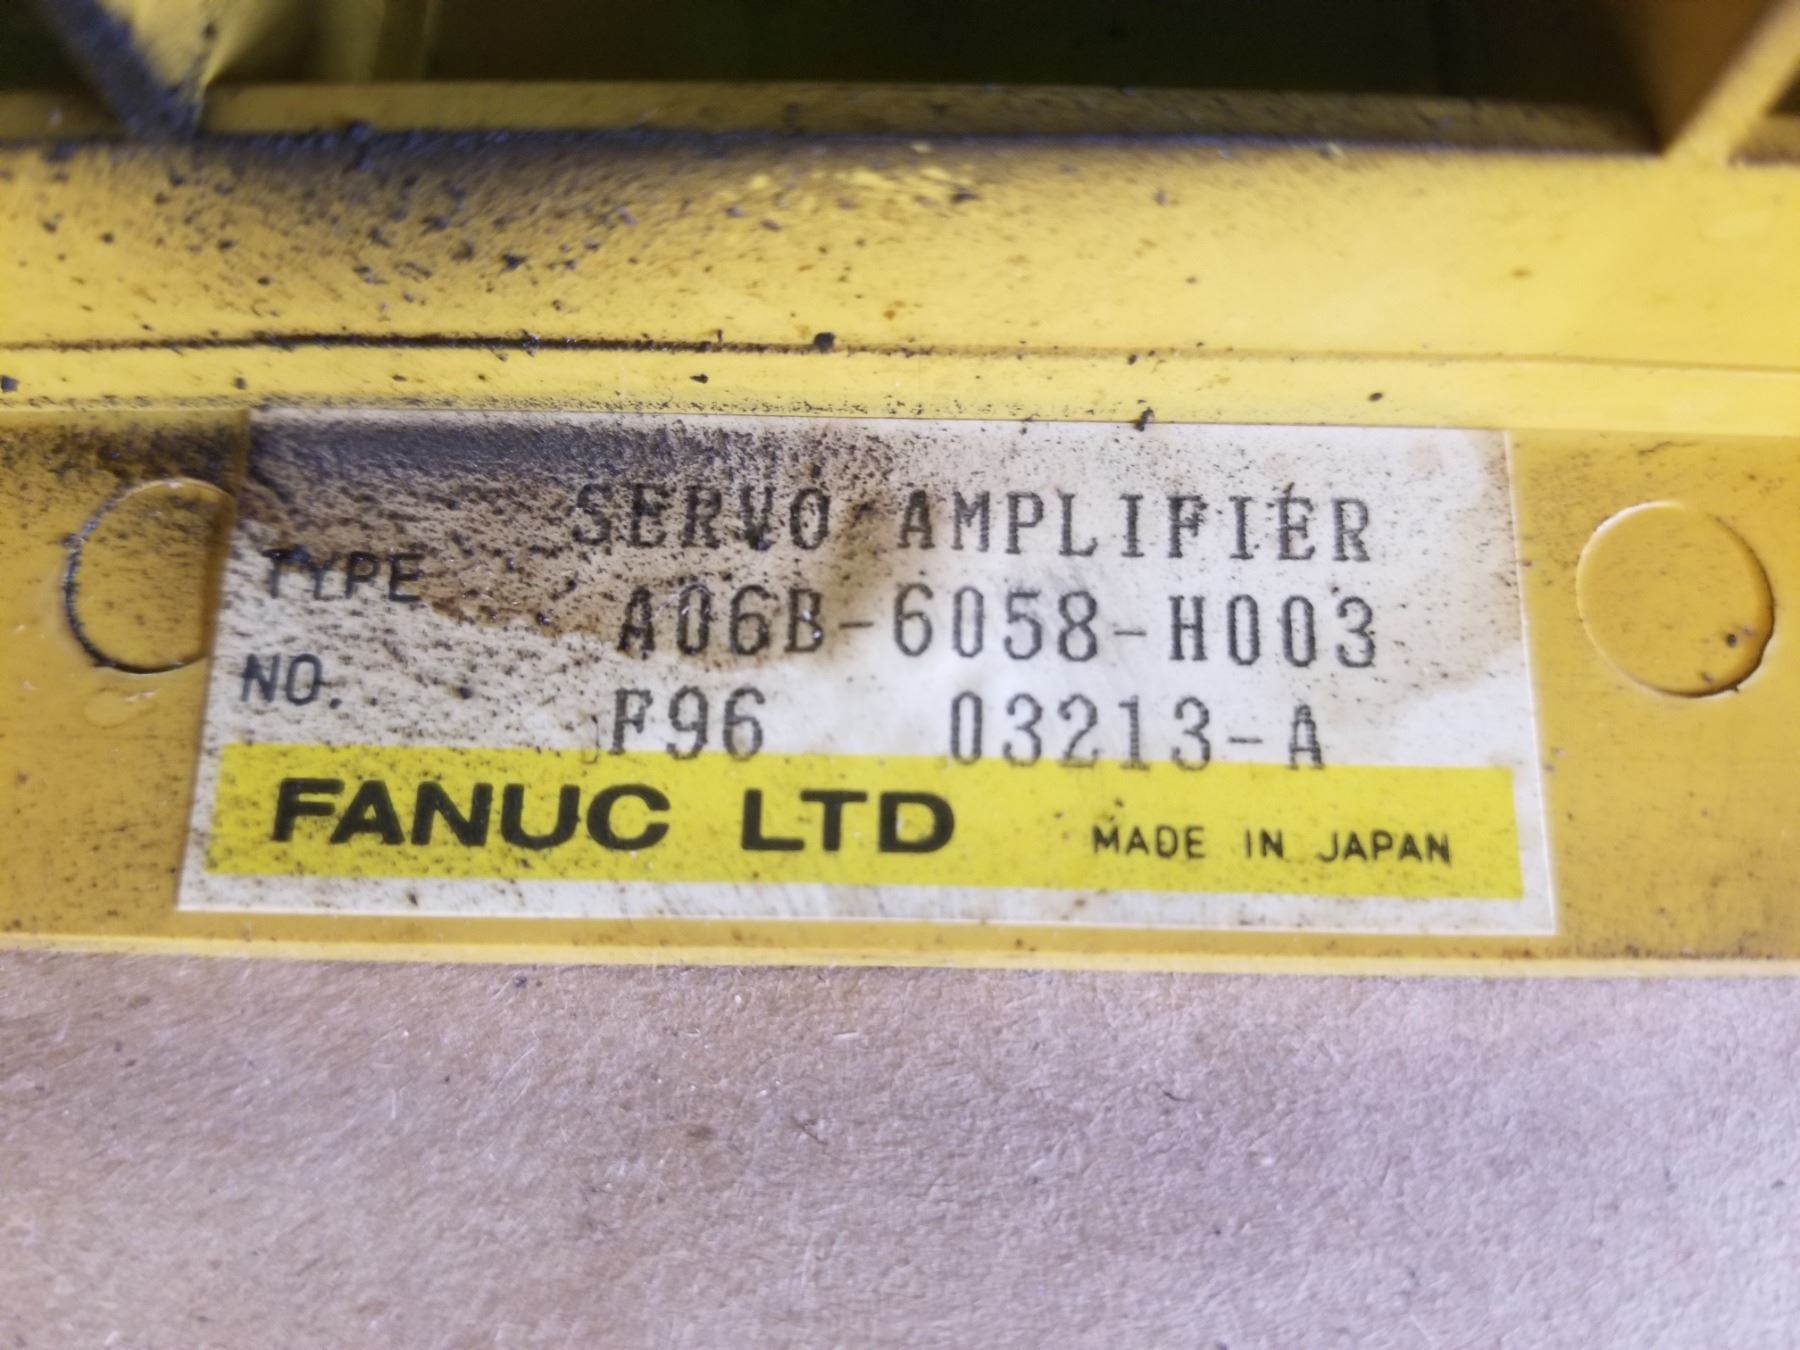 SERVO AMPLIFIER
TYPE A06B-6058-H003
NO. F96 03213-A
FANUC LTD MADE IN JAPAN